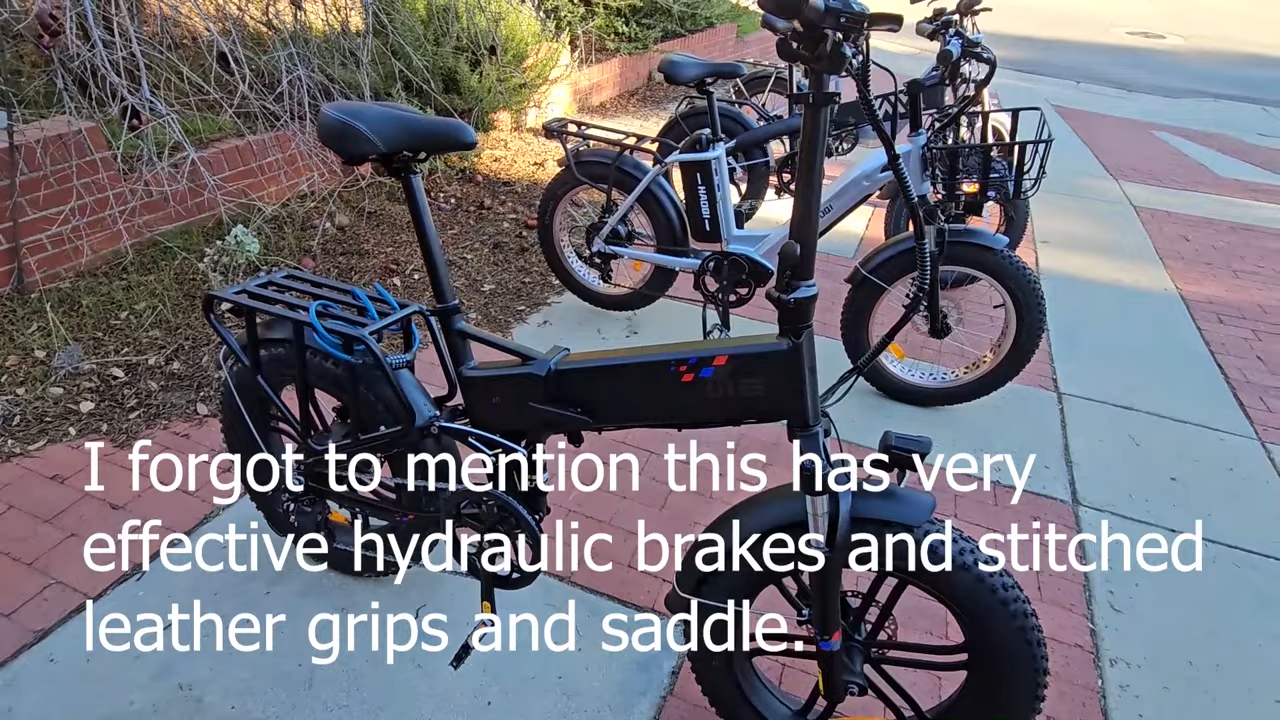 HAOQI
I forgot to mention this has very
effective hydraulic brakes and stitched
leather grips and saddle.